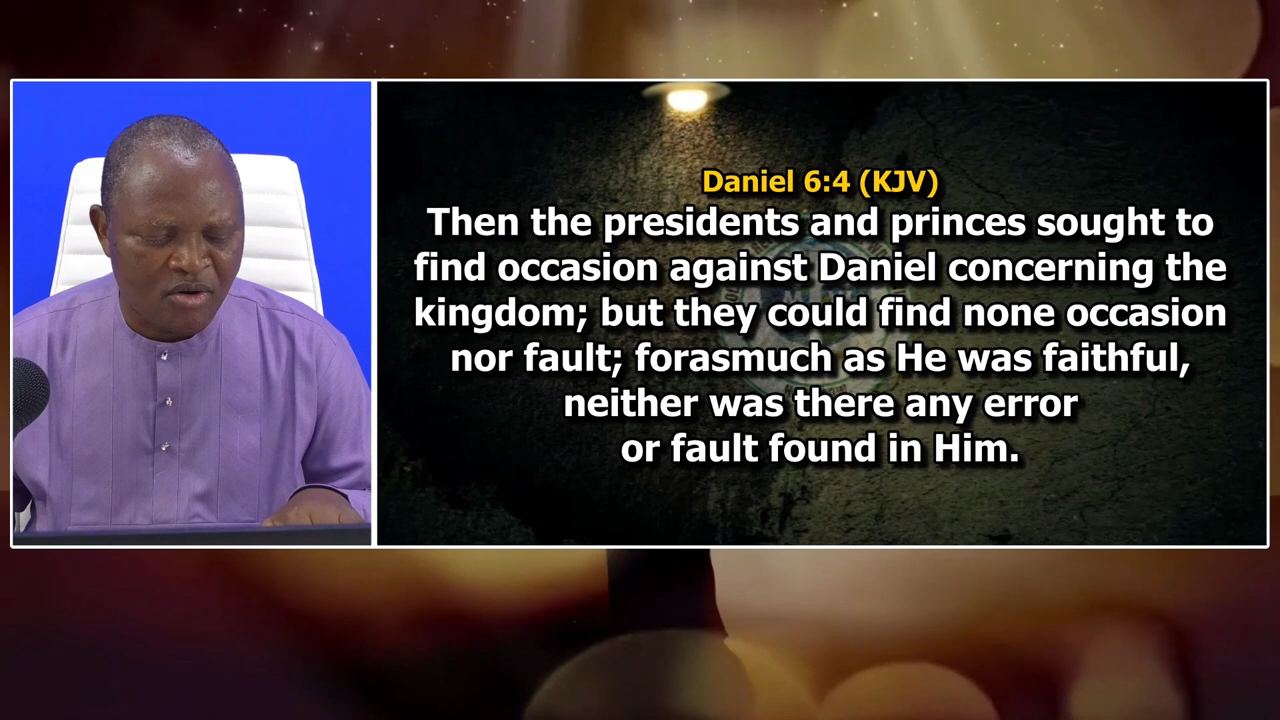 Daniel 6:4 (KJV)
Then the presidents and princes sought to
find occasion against Daniel concerning the
kingdom; but they could find none occasion
nor fault; forasmuch as He was faithful,
neither was there any error
or fault found in Him.